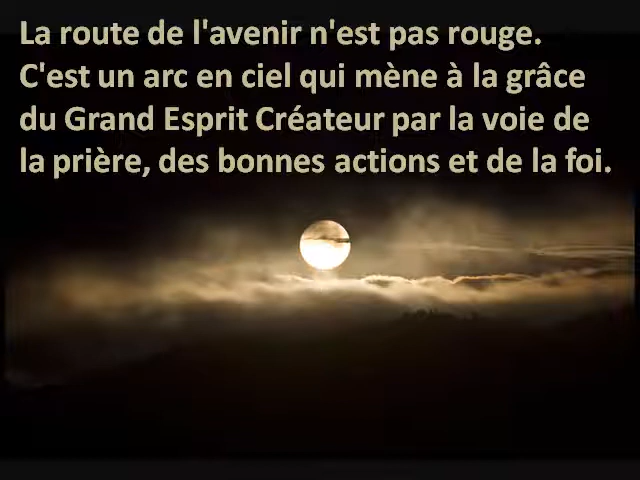 La route de l'avenir n'est pas rouge.
C'est un arc en ciel qui mène à la grâce
du Grand Esprit Créateur par la voie de
la prière, des bonnes actions et de la foi.